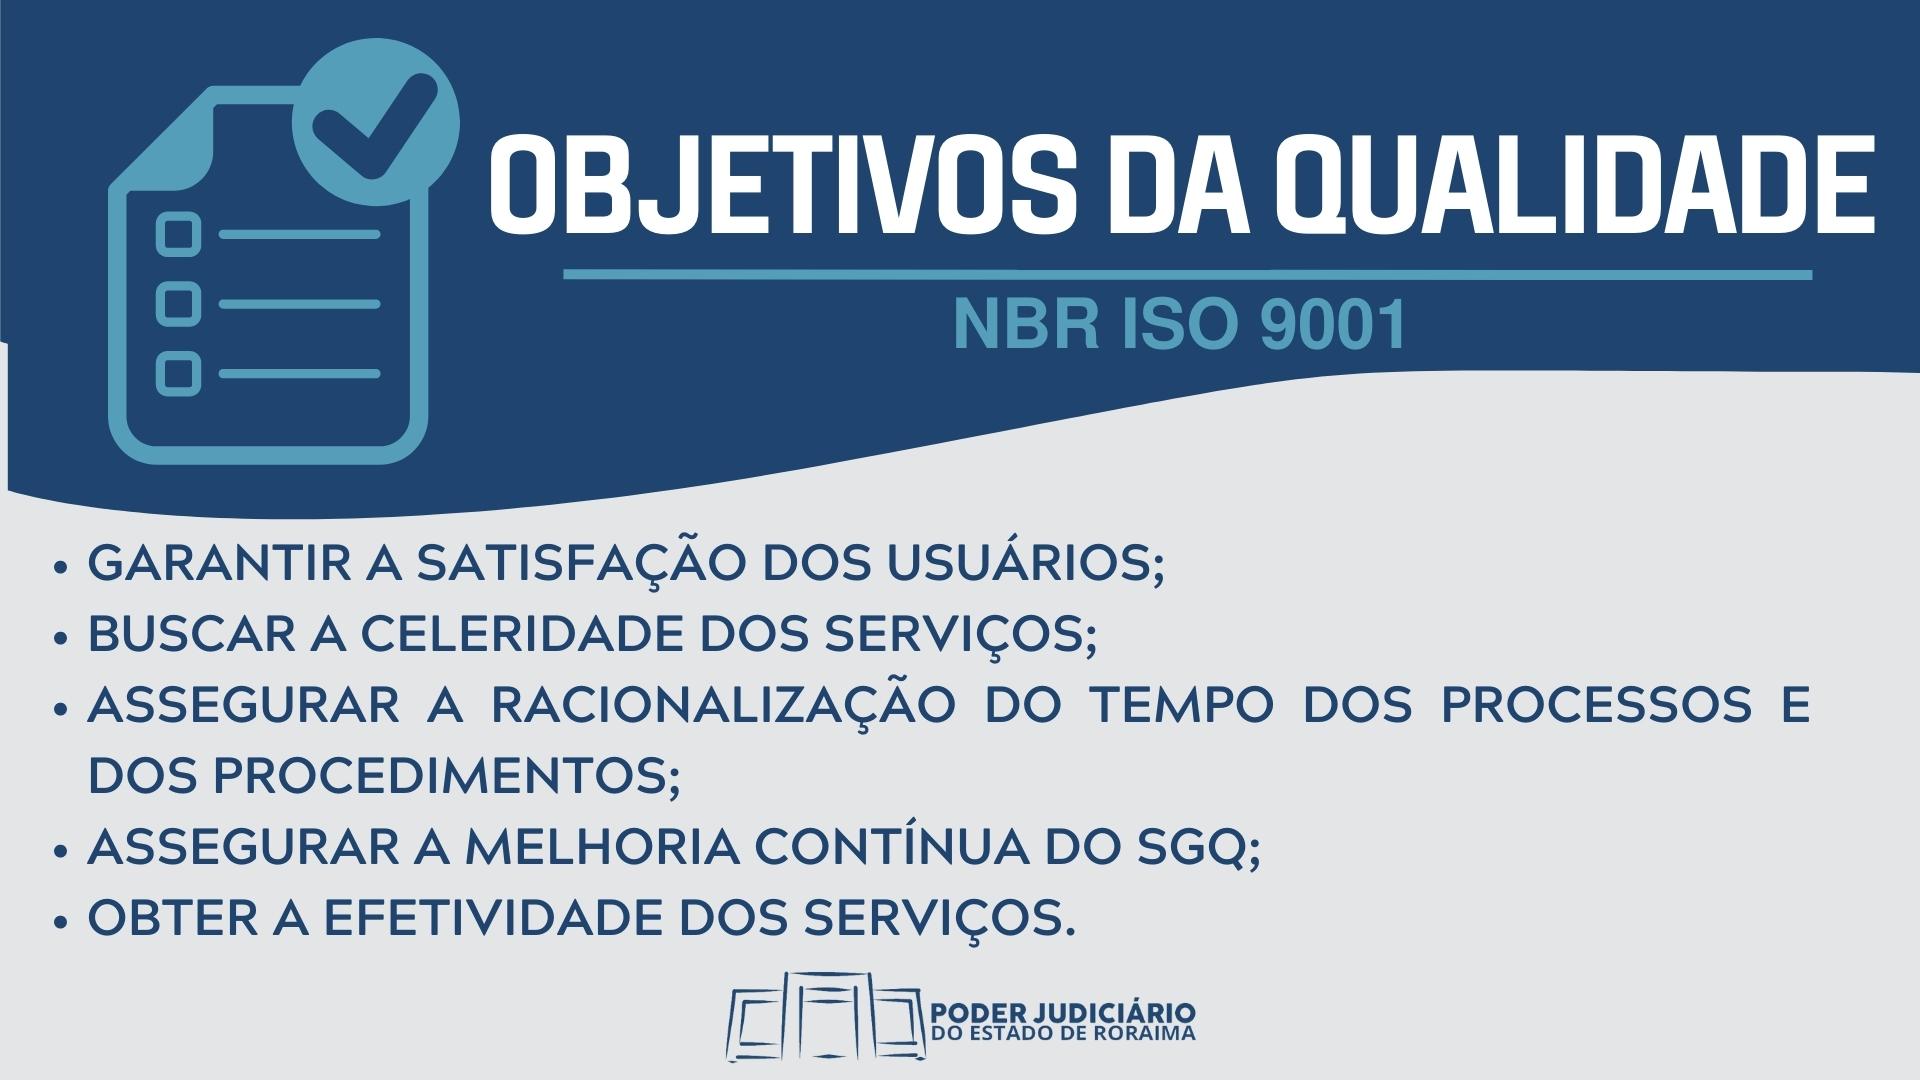 OBJETIVOS DA QUALIDADE
NBR ISO 9001
• GARANTIR A SATISFAÇÃO DOS USUÁRIOS;
• BUSCAR A CELERIDADE DOS SERVIÇOS;
• ASSEGURAR A RACIONALIZAÇÃO DO TEMPO DOS PROCESSOS E
DOS PROCEDIMENTOS;
• ASSEGURAR A MELHORIA CONTÍNUA DO SGQ;
• OBTER A EFETIVIDADE DOS SERVIÇOS.
PODER JUDICIÁRIO
DO ESTADO DE RORAIMA